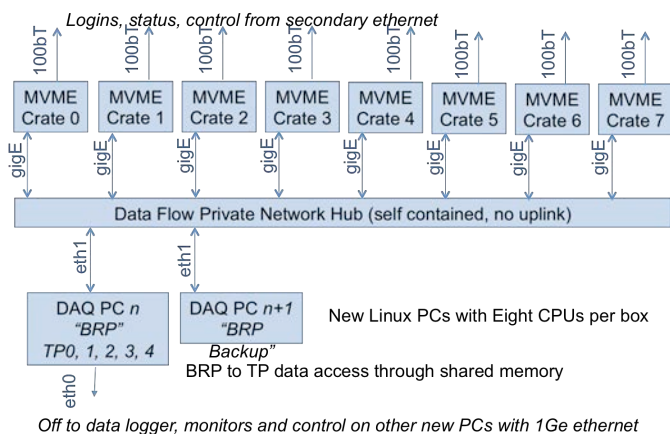 Logins, status, control from secondary ethernet
100bT 100bT 100bT 100bT 100bT 100bT 100bT 100bT
MVME MVME MVME MVME MVME MVME MVME MVME
Crate 0 Crate 1 Crate 2 Crate 3 Crate 4 Crate 5 Crate 6 Crate 7
gigE gigE gigE gigE gigE gigE gigE gigE
Data Flow Private Network Hub (self contained, no uplink)
eth1 eth1
DAQ PC n
“BRP”
TP0, 1, 2, 3, 4
DAQ PC n+1
“BRP
Backup”
New Linux PCs with Eight CPUs per box
BRP to TP data access through shared memory
eth0
Off to data logger, monitors and control on other new PCs with 1Ge ethernet